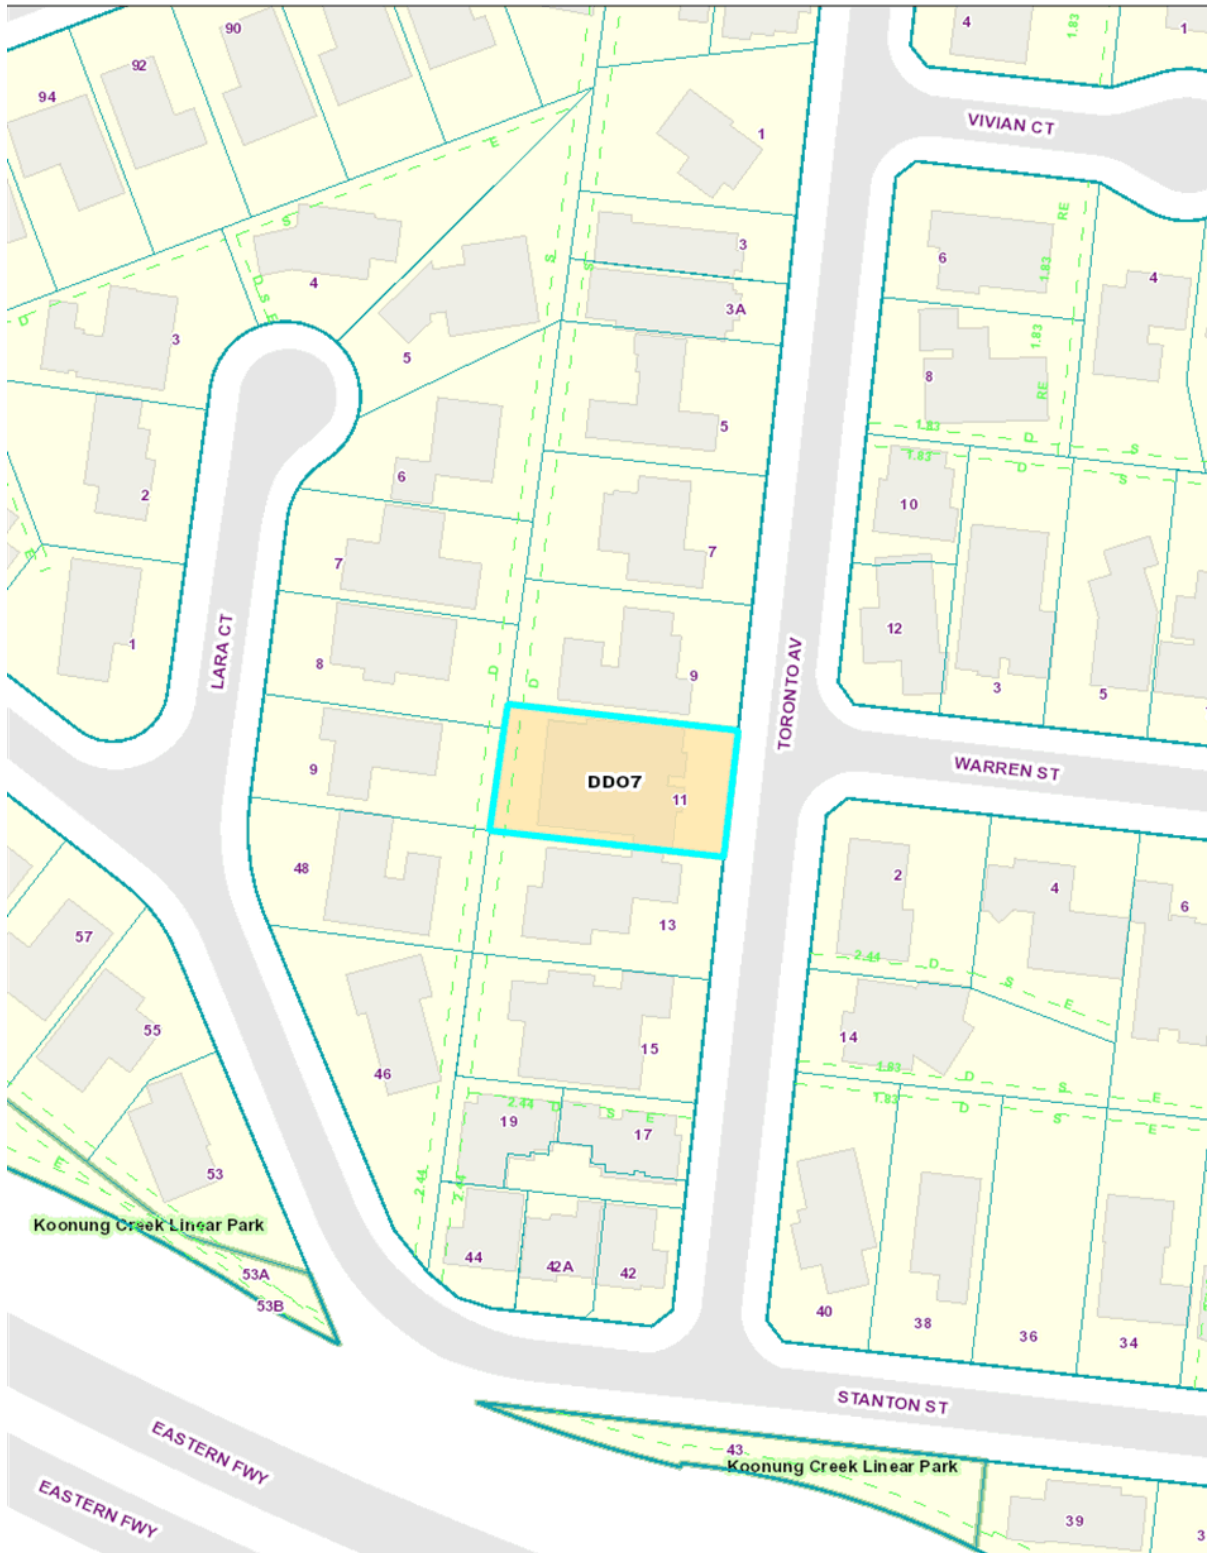 90
4
1
1.83
92
94
VIVIAN CT
1
E
RE
S
4
3
6
S
S
1.83
4
D S E
3A
D
3
1.83
5
8
RE
5
1.83
D
S
6
1.83
D
S
2
10
7
E
7
12
1
LARA CT
8
D
D
9
TORONTO AV
3
5
WARREN ST
9
DDO7
11
48
2
4
6
13
57
2.44
D
S
E
55
14
15
46
1.83
D
S
E
2.44
D
S
E
1.83
D
S
E
19
17
E
53
2.44
2.44
Koonung Creek Linear Park
53A
44
42A
42
53B
40
38
36
34
STANTON ST
EASTERN FWY
43
Koonung Creek Linear Park
EASTERN FWY
39
3